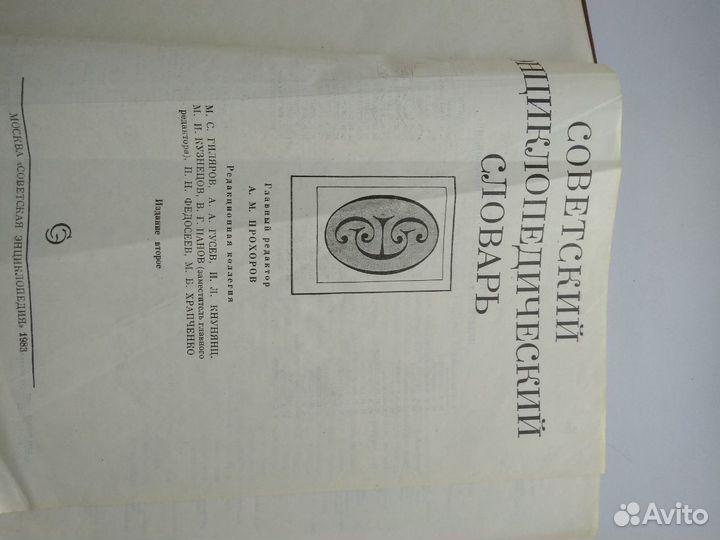 СОВЕТСКИЙ
ЭНЦИКЛОПЕДИЧЕСКИЙ
СЛОВАРЬ
Главный редактор
А. М. ПРОХОРОВ
Редакционная коллегия
М. С. ГИЛЯРОВ, А. А. ГУСЕВ, И. Л. КНУНЯНЦ,
М. И. КУЗНЕЦОВ, В. Г. ПАНОВ (заместитель главного
редактора), П. Н. ФЕДОСЕЕВ, М. Б. ХРАПЧЕНКО
Издание второе
МОСКВА «СОВЕТСКАЯ ЭНЦИКЛОПЕДИЯ» 1983
Avito